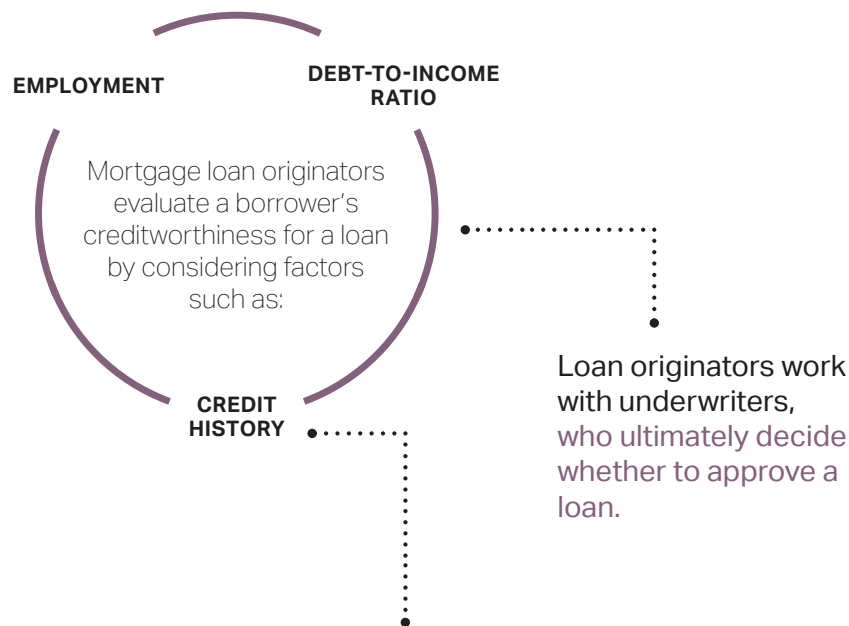 EMPLOYMENT
DEBT-TO-INCOME
RATIO
Mortgage loan originators
evaluate a borrower’s
creditworthiness for a loan
by considering factors
such as:
CREDIT
HISTORY
Loan originators work
with underwriters,
who ultimately decide
whether to approve a
loan.